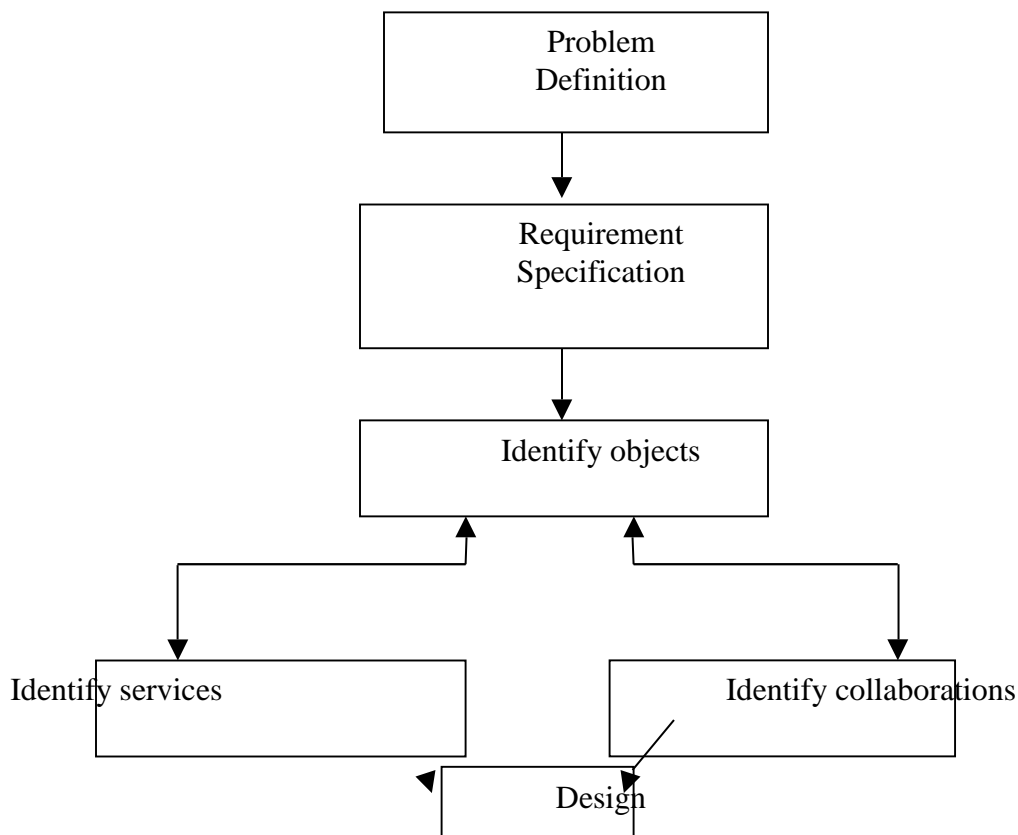 Problem
Definition
Requirement
Specification
Identify objects
Identify services
Identify collaborations
Design